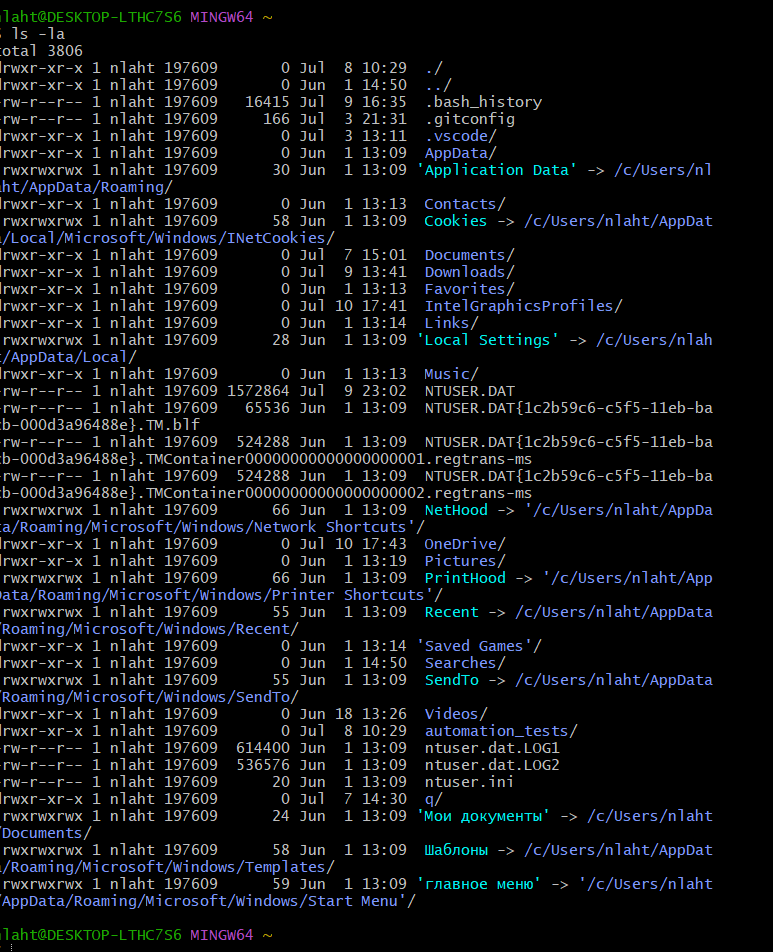 nlaht@DESKTOP-LTHC7S6 MINGW64 ~
$ ls -la
total 3806
drwxr-xr-x 1 nlaht 197609       0 Jul  8 10:29  ./
drwxr-xr-x 1 nlaht 197609       0 Jun  1 14:50  ../
-rw-r--r-- 1 nlaht 197609   16415 Jul  9 16:35  .bash_history
-rw-r--r-- 1 nlaht 197609     166 Jul  3 21:31  .gitconfig
drwxr-xr-x 1 nlaht 197609       0 Jul  3 13:11  .vscode/
drwxr-xr-x 1 nlaht 197609       0 Jun  1 13:09  AppData/
lrwxrwxrwx 1 nlaht 197609      30 Jun  1 13:09 'Application Data' -> /c/Users/nl
aht/AppData/Roaming/
drwxr-xr-x 1 nlaht 197609       0 Jun  1 13:13  Contacts/
lrwxrwxrwx 1 nlaht 197609      58 Jun  1 13:09  Cookies -> /c/Users/nlaht/AppDat
a/Local/Microsoft/Windows/INetCookies/
drwxr-xr-x 1 nlaht 197609       0 Jul  7 15:01  Documents/
drwxr-xr-x 1 nlaht 197609       0 Jul  9 13:41  Downloads/
drwxr-xr-x 1 nlaht 197609       0 Jun  1 13:13  Favorites/
drwxr-xr-x 1 nlaht 197609       0 Jul 10 17:41  IntelGraphicsProfiles/
drwxr-xr-x 1 nlaht 197609       0 Jun  1 13:14  Links/
lrwxrwxrwx 1 nlaht 197609      28 Jun  1 13:09 'Local Settings' -> /c/Users/nlah
t/AppData/Local/
drwxr-xr-x 1 nlaht 197609       0 Jun  1 13:13  Music/
-rw-r--r-- 1 nlaht 197609 1572864 Jul  9 23:02  NTUSER.DAT
-rw-r--r-- 1 nlaht 197609   65536 Jun  1 13:09  NTUSER.DAT{1c2b59c6-c5f5-11eb-ba
cb-000d3a96488e}.TM.blf
-rw-r--r-- 1 nlaht 197609  524288 Jun  1 13:09  NTUSER.DAT{1c2b59c6-c5f5-11eb-ba
cb-000d3a96488e}.TMContainer00000000000000000001.regtrans-ms
-rw-r--r-- 1 nlaht 197609  524288 Jun  1 13:09  NTUSER.DAT{1c2b59c6-c5f5-11eb-ba
cb-000d3a96488e}.TMContainer00000000000000000002.regtrans-ms
lrwxrwxrwx 1 nlaht 197609      66 Jun  1 13:09  NetHood -> '/c/Users/nlaht/AppDa
ta/Roaming/Microsoft/Windows/Network Shortcuts'/
drwxr-xr-x 1 nlaht 197609       0 Jul 10 17:43  OneDrive/
drwxr-xr-x 1 nlaht 197609       0 Jun  1 13:19  Pictures/
lrwxrwxrwx 1 nlaht 197609      66 Jun  1 13:09  PrintHood -> '/c/Users/nlaht/App
Data/Roaming/Microsoft/Windows/Printer Shortcuts'/
lrwxrwxrwx 1 nlaht 197609      55 Jun  1 13:09  Recent -> /c/Users/nlaht/AppData
/Roaming/Microsoft/Windows/Recent/
drwxr-xr-x 1 nlaht 197609       0 Jun  1 13:14 'Saved Games'/
drwxr-xr-x 1 nlaht 197609       0 Jun  1 14:50  Searches/
lrwxrwxrwx 1 nlaht 197609      55 Jun  1 13:09  SendTo -> /c/Users/nlaht/AppData
/Roaming/Microsoft/Windows/SendTo/
drwxr-xr-x 1 nlaht 197609       0 Jun 18 13:26  Videos/
drwxr-xr-x 1 nlaht 197609       0 Jul  8 10:29  automation_tests/
-rw-r--r-- 1 nlaht 197609  614400 Jun  1 13:09  ntuser.dat.LOG1
-rw-r--r-- 1 nlaht 197609  536576 Jun  1 13:09  ntuser.dat.LOG2
-rw-r--r-- 1 nlaht 197609      20 Jun  1 13:09  ntuser.ini
drwxr-xr-x 1 nlaht 197609       0 Jul  7 14:30  q/
lrwxrwxrwx 1 nlaht 197609      24 Jun  1 13:09 'Мои документы' -> /c/Users/nlaht
/Documents/
lrwxrwxrwx 1 nlaht 197609      58 Jun  1 13:09  Шаблоны -> /c/Users/nlaht/AppDat
a/Roaming/Microsoft/Windows/Templates/
lrwxrwxrwx 1 nlaht 197609      59 Jun  1 13:09 'главное меню' -> '/c/Users/nlaht
/AppData/Roaming/Microsoft/Windows/Start Menu'/
nlaht@DESKTOP-LTHC7S6 MINGW64 ~